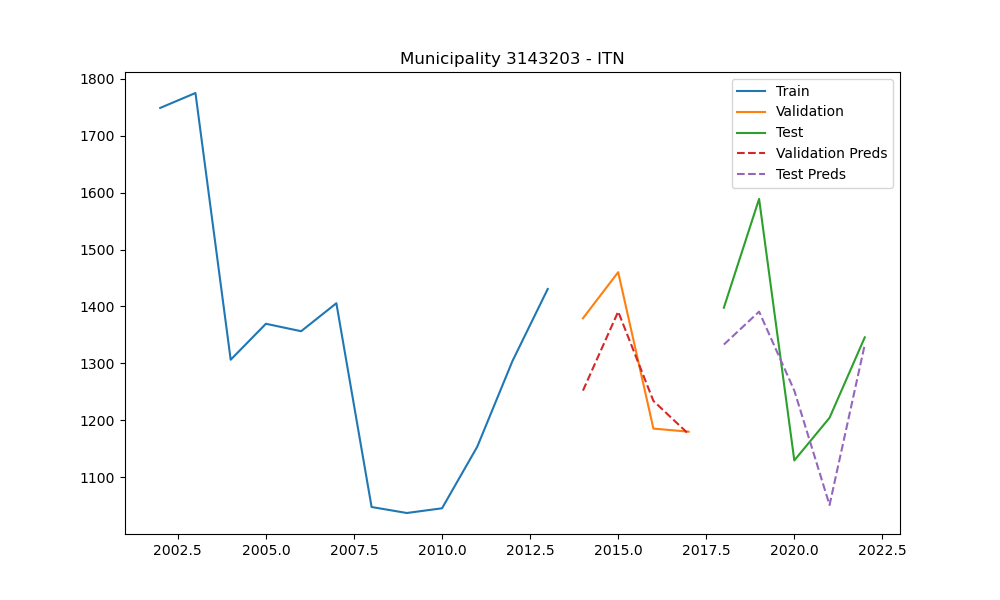 Municipality 3143203 - ITN
1800
1700
1600
1500
1400
1300
1200
1100
Train
Validation
Test
Validation Preds
Test Preds
2002.5 2005.0 2007.5 2010.0 2012.5 2015.0 2017.5 2020.0 2022.5